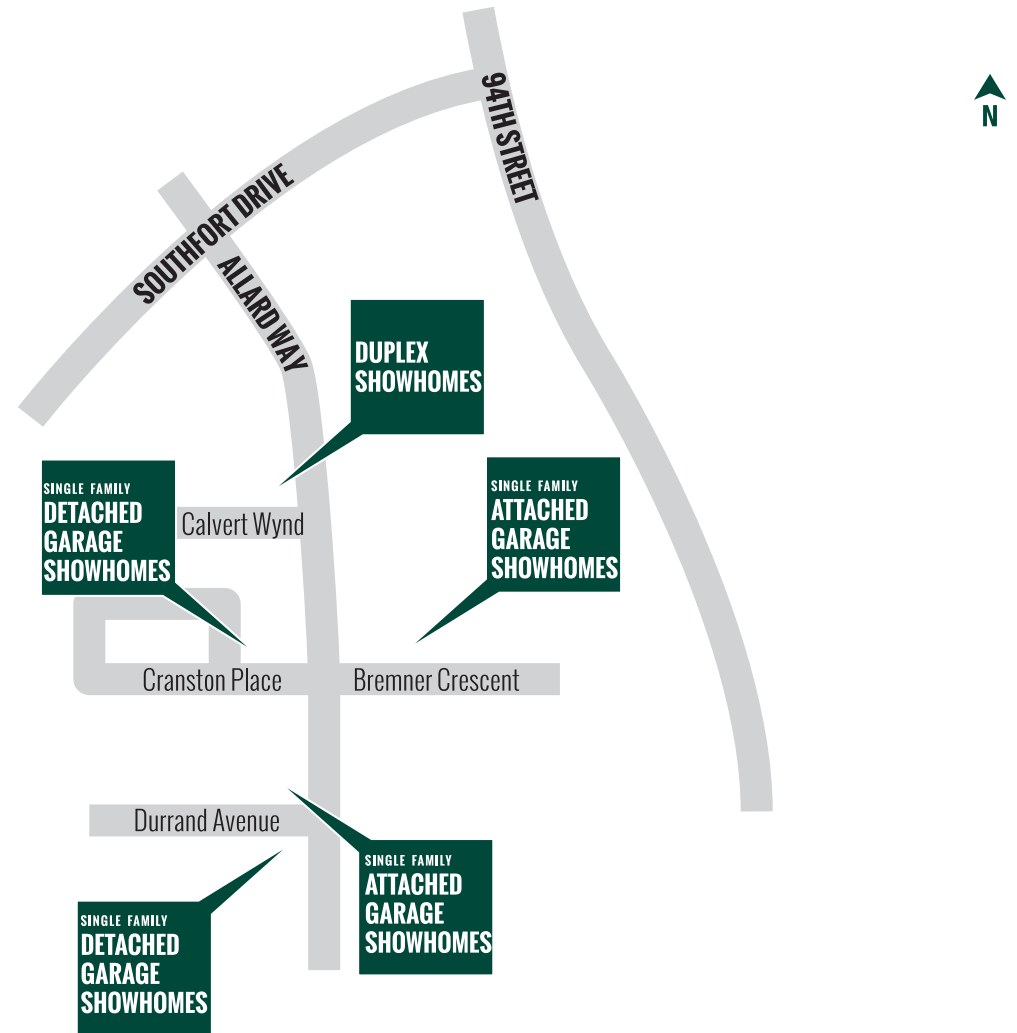 94TH STREET
N
SOUTHFORT DRIVE
ALLARD WAY
DUPLEX
SHOWHOMES
SINGLE FAMILY
DETACHED
GARAGE
SHOWHOMES
SINGLE FAMILY
ATTACHED
GARAGE
SHOWHOMES
Calvert Wynd
Cranston Place
Bremner Crescent
Durrand Avenue
SINGLE FAMILY
ATTACHED
GARAGE
SHOWHOMES
SINGLE FAMILY
DETACHED
GARAGE
SHOWHOMES